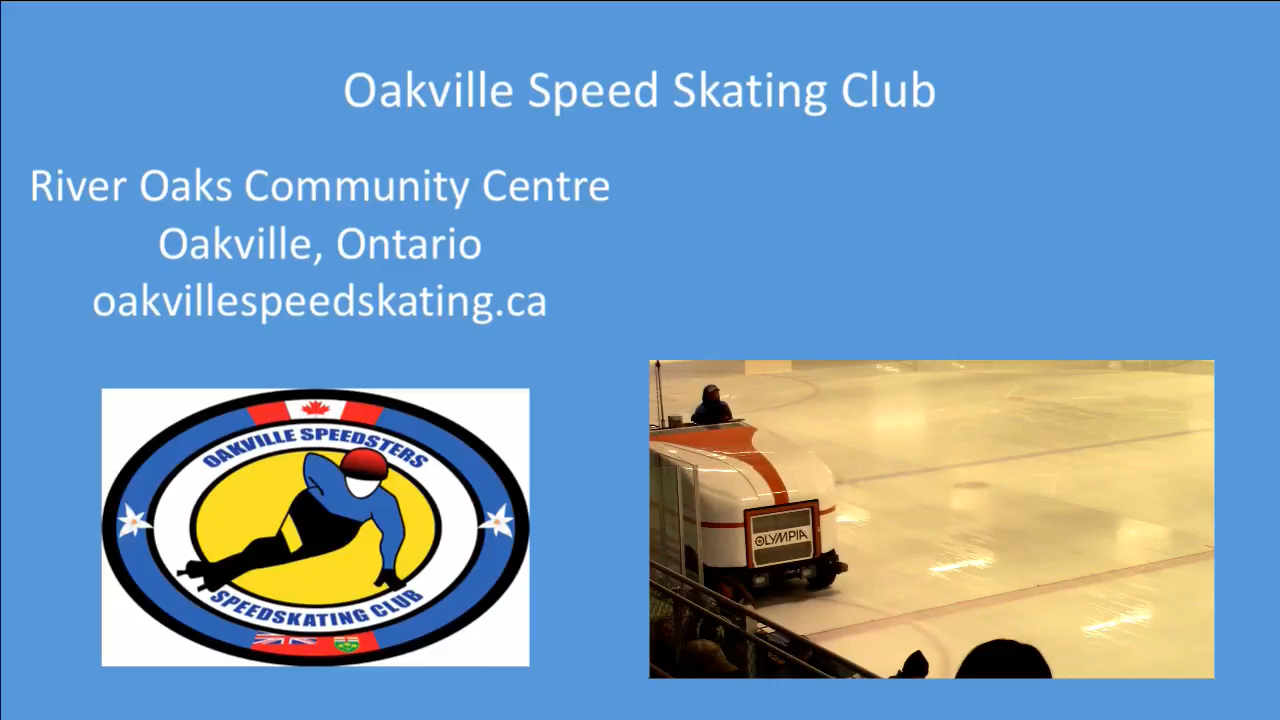 Oakville Speed Skating Club
River Oaks Community Centre
Oakville, Ontario
oakvillespeedskating.ca
OAKVILLE SPEEDSTERS
SPEEDSKATING CLUB
OLYMPIA